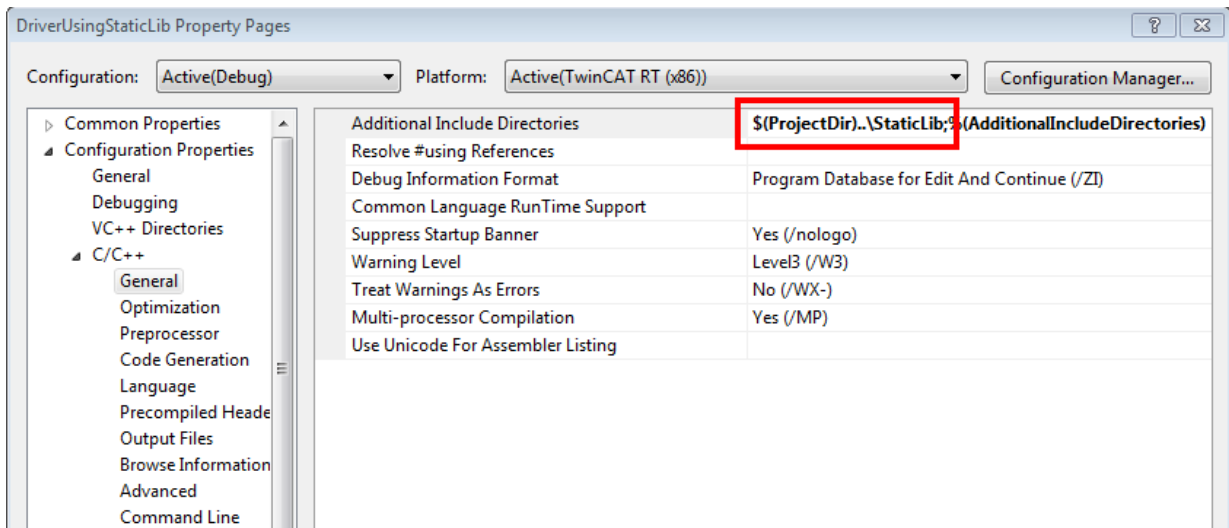 DriverUsingStaticLib Property Pages
Configuration: Active(Debug) Platform: Active(TwinCAT RT (x86)) Configuration Manager...
Common Properties
Configuration Properties
General
Debugging
VC++ Directories
C/C++
General
Optimization
Preprocessor
Code Generation
Language
Precompiled Heade
Output Files
Browse Information
Advanced
Command Line
Additional Include Directories $(ProjectDir)..\StaticLib;%(AdditionalIncludeDirectories)
Resolve #using References
Debug Information Format Program Database for Edit And Continue (/ZI)
Common Language RunTime Support
Suppress Startup Banner Yes (/nologo)
Warning Level Level3 (/W3)
Treat Warnings As Errors No (/WX-)
Multi-processor Compilation Yes (/MP)
Use Unicode For Assembler Listing